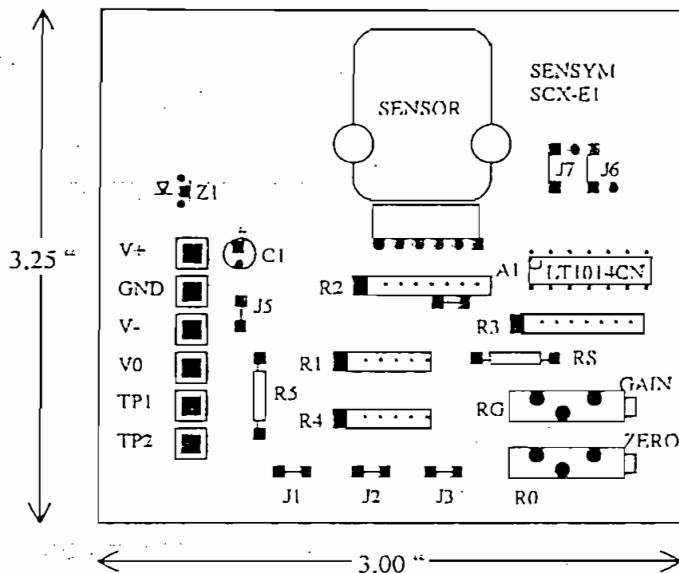 SENSYM
SCX-E1
SENSOR
J7
J6
Z1
3.25 "
V+
C1
A1
LT1014CN
GND
R2
J5
V-
R3
V0
R1
RS
R5
GAIN
TP1
RG
R4
TP2
ZERO
J1
J2
J3
R0
3.00 "